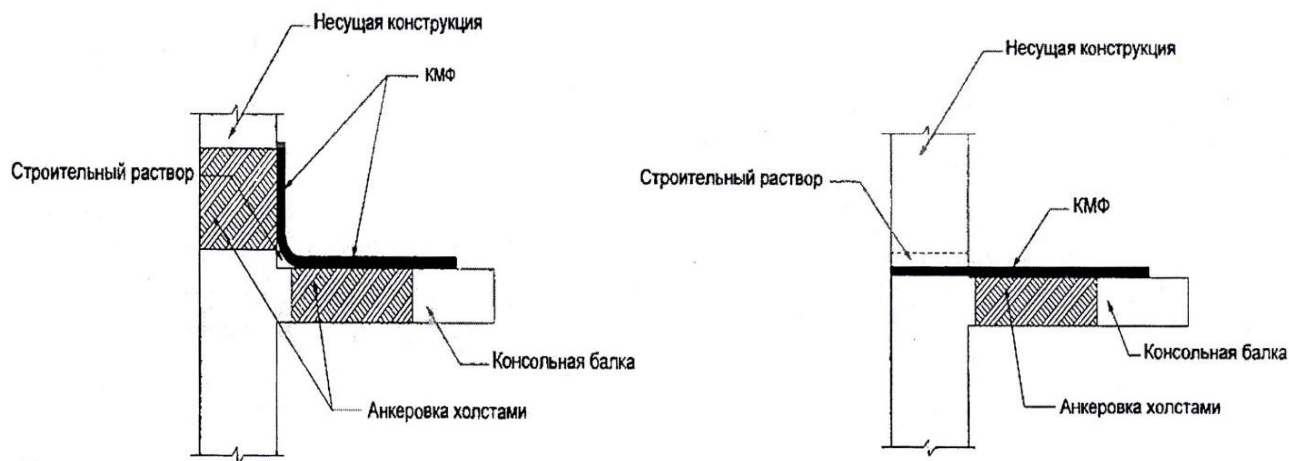 Несущая конструкция
КМФ
Строительный раствор
Консольная балка
Анкеровка холстами
Несущая конструкция
Строительный раствор
КМФ
Консольная балка
Анкеровка холстами